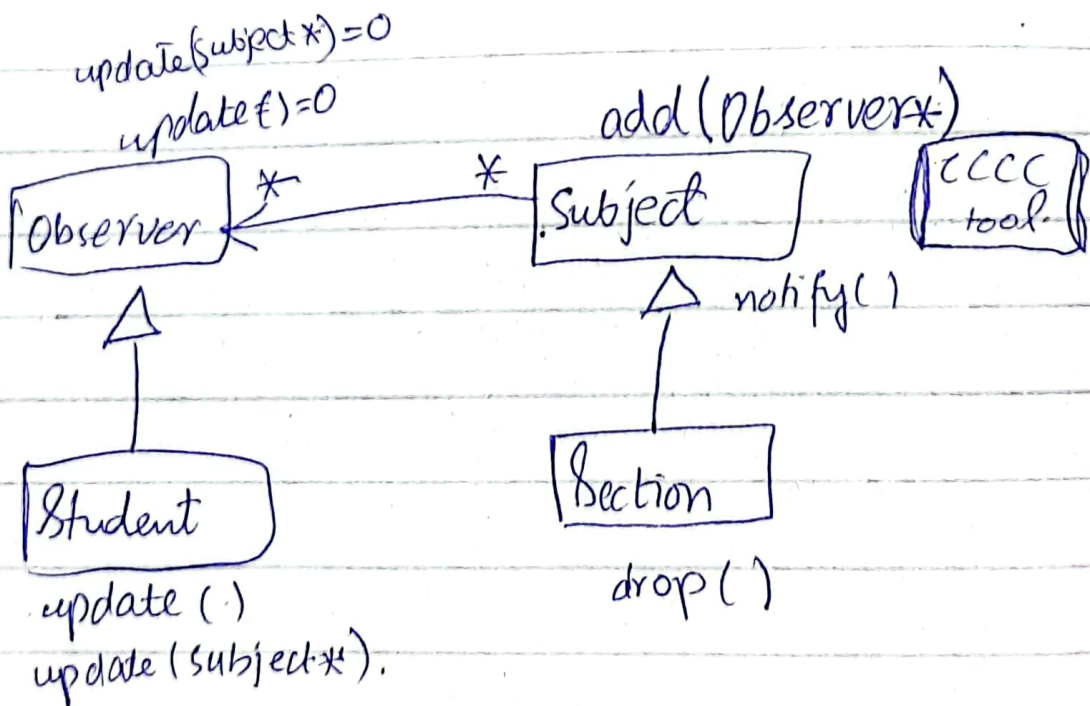 update(subject*)=0
update()=0
add(Observer*)
Observer
*
*
Subject
CCCC
tool.
notify()
Student
Section
update()
drop()
update(subject*).